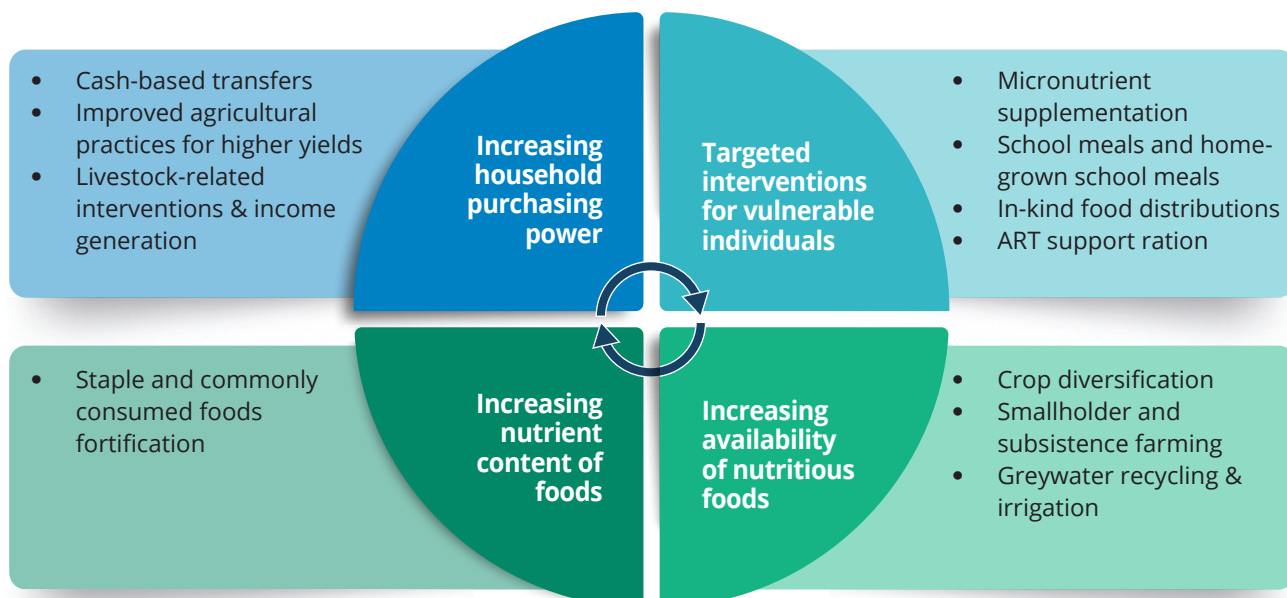 • Cash-based transfers
• Improved agricultural
practices for higher yields
• Livestock-related
interventions & income
generation
Increasing
household
purchasing
power
Targeted
interventions
for vulnerable
individuals
• Micronutrient
supplementation
• School meals and home-
grown school meals
• In-kind food distributions
• ART support ration
• Staple and commonly
consumed foods
fortification
Increasing
nutrient
content of
foods
Increasing
availability
of nutritious
foods
• Crop diversification
• Smallholder and
subsistence farming
• Greywater recycling &
irrigation